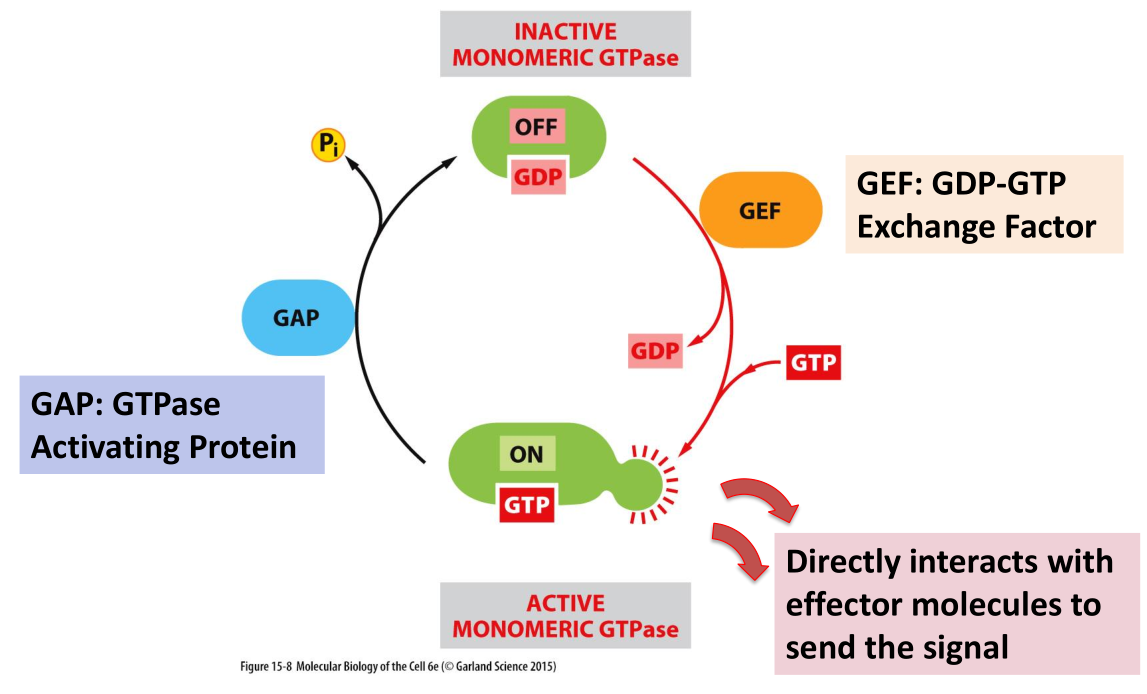 INACTIVE
MONOMERIC GTPase
OFF
GDP
Pi
GEF
GEF: GDP-GTP
Exchange Factor
GAP
GDP
GTP
GAP: GTPase
Activating Protein
ON
GTP
Directly interacts with
effector molecules to
send the signal
ACTIVE
MONOMERIC GTPase
Figure 15-8 Molecular Biology of the Cell 6e (© Garland Science 2015)